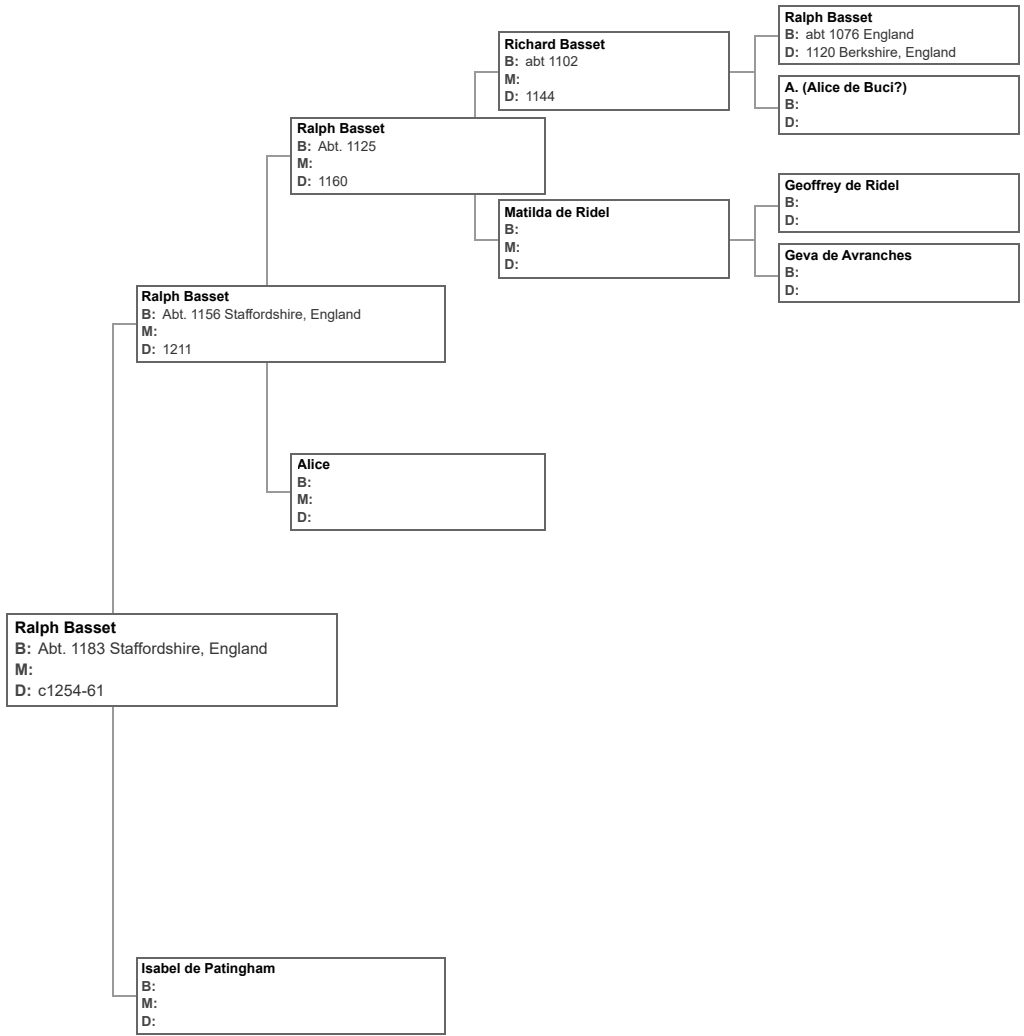 Ralph Basset
B: abt 1076 England
D: 1120 Berkshire, England
Richard Basset
B: abt 1102
M:
D: 1144
A. (Alice de Buci?)
B:
D:
Ralph Basset
B: Abt. 1125
M:
D: 1160
Geoffrey de Ridel
B:
D:
Matilda de Ridel
B:
M:
D:
Geva de Avranches
B:
D:
Ralph Basset
B: Abt. 1156 Staffordshire, England
M:
D: 1211
Alice
B:
M:
D:
Ralph Basset
B: Abt. 1183 Staffordshire, England
M:
D: c1254-61
Isabel de Patingham
B:
M:
D: